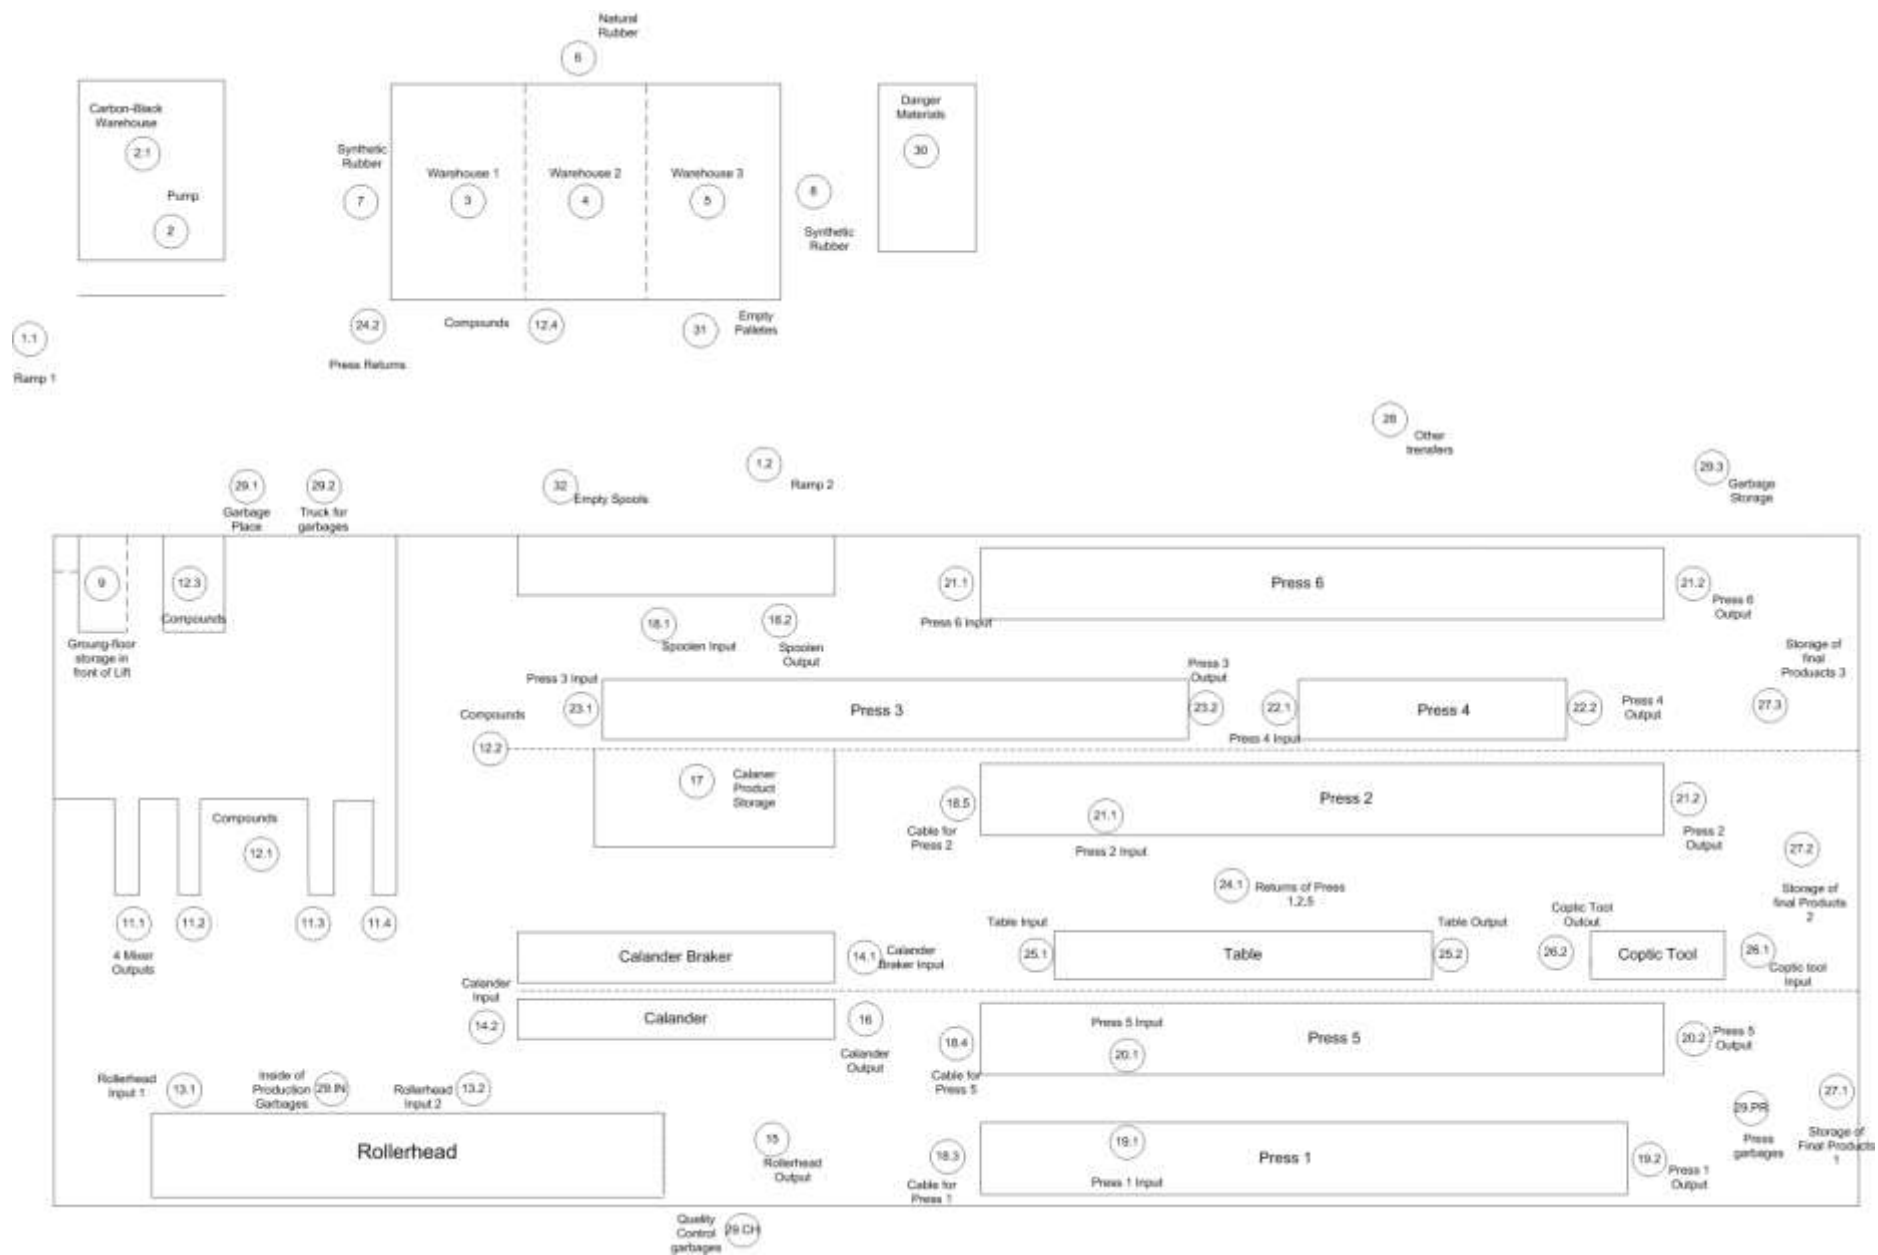 Natural
Rubber
6
Carbon-Black
Warehouse
2.1
Pump
2
Synthetic
Rubber
7
Warehouse 1
3
Warehouse 2
4
Warehouse 3
5
8
Synthetic
Rubber
Danger
Materials
30
1.1
Ramp 1
24.2
Press Returns
Compounds
12.4
31
Empty
Palletes
28
Other
trensfers
29.3
Garbage
Storage
29.1
Garbage
Place
29.2
Truck for
garbages
32
Empty Spools
1.2
Ramp 2
9
Groung-floor
storage in
front of Lift
12.3
Compounds
18.1
Spoolen Input
18.2
Spoolen
Output
21.1
Press 6 Input
Press 6
21.2
Press 6
Output
Storage of
final
Produacts 3
27.3
Press 3 Input
23.1
Press 3
Press 3
Output
23.2
22.1
Press 4 Input
Press 4
22.2
Press 4
Output
Compounds
12.2
17
Calaner
Product
Storage
18.5
Cable for
Press 2
Press 2
21.1
Press 2 Input
21.2
Press 2
Output
27.2
Storage of
final Products
2
Compounds
12.1
11.1
11.2
11.3
11.4
4 Mixer
Outputs
24.1
Returns of Press
1,2,5
Calander Braker
14.1
Calander
Braker Input
Table Input
25.1
Table
Table Output
25.2
Coptic Tool
Outout
26.2
Coptic Tool
26.1
Coptic tool
Input
Calander
Input
14.2
Calander
16
Calander
Output
18.4
Cable for
Press 5
Press 5 Input
20.1
Press 5
20.2
Press 5
Output
Rollerhead
Input 1
13.1
Inside of
Production
Garbages
29.IN
Rollerhead
Input 2
13.2
Rollerhead
15
Rollerhead
Output
18.3
Cable for
Press 1
19.1
Press 1 Input
Press 1
19.2
Press 1
Output
29.PR
Press
garbages
27.1
Storage of
Final Products
1
Quality
Control
garbages
29.CH